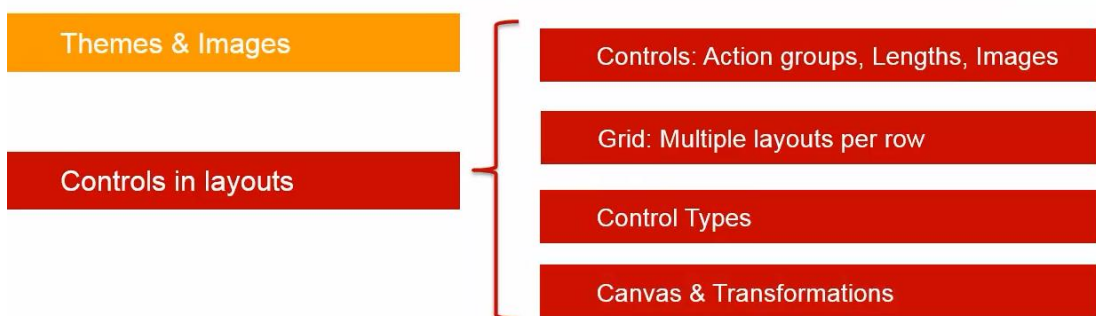 Themes & Images
Controls in layouts
Controls: Action groups, Lengths, Images
Grid: Multiple layouts per row
Control Types
Canvas & Transformations